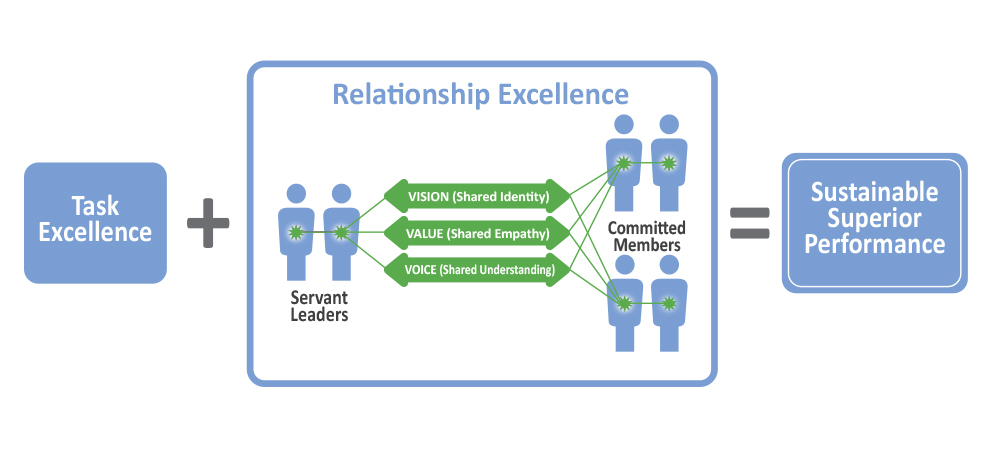 Relationship Excellence
Task
Excellence
+
VISION (Shared Identity)
VALUE (Shared Empathy)
VOICE (Shared Understanding)
Servant
Leaders
Committed
Members
=
Sustainable
Superior
Performance